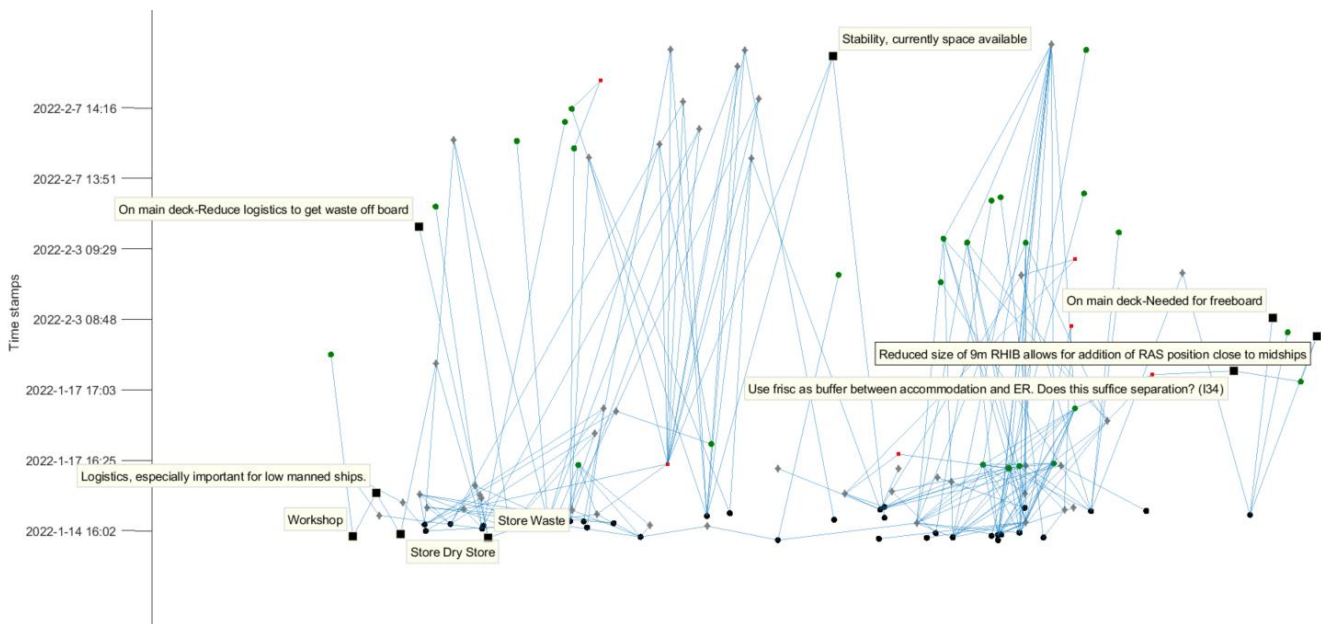 Stability, currently space available
2022-2-7 14:16
2022-2-7 13:51
On main deck-Reduce logistics to get waste off board
2022-2-3 09:29
On main deck-Needed for freeboard
2022-2-3 08:48
Reduced size of 9m RHIB allows for addition of RAS position close to midships
2022-1-17 17:03
Use frisc as buffer between accommodation and ER. Does this suffice separation? (I34)
2022-1-17 16:25
Logistics, especially important for low manned ships.
Workshop
Store Waste
2022-1-14 16:02
Store Dry Store
Time stamps